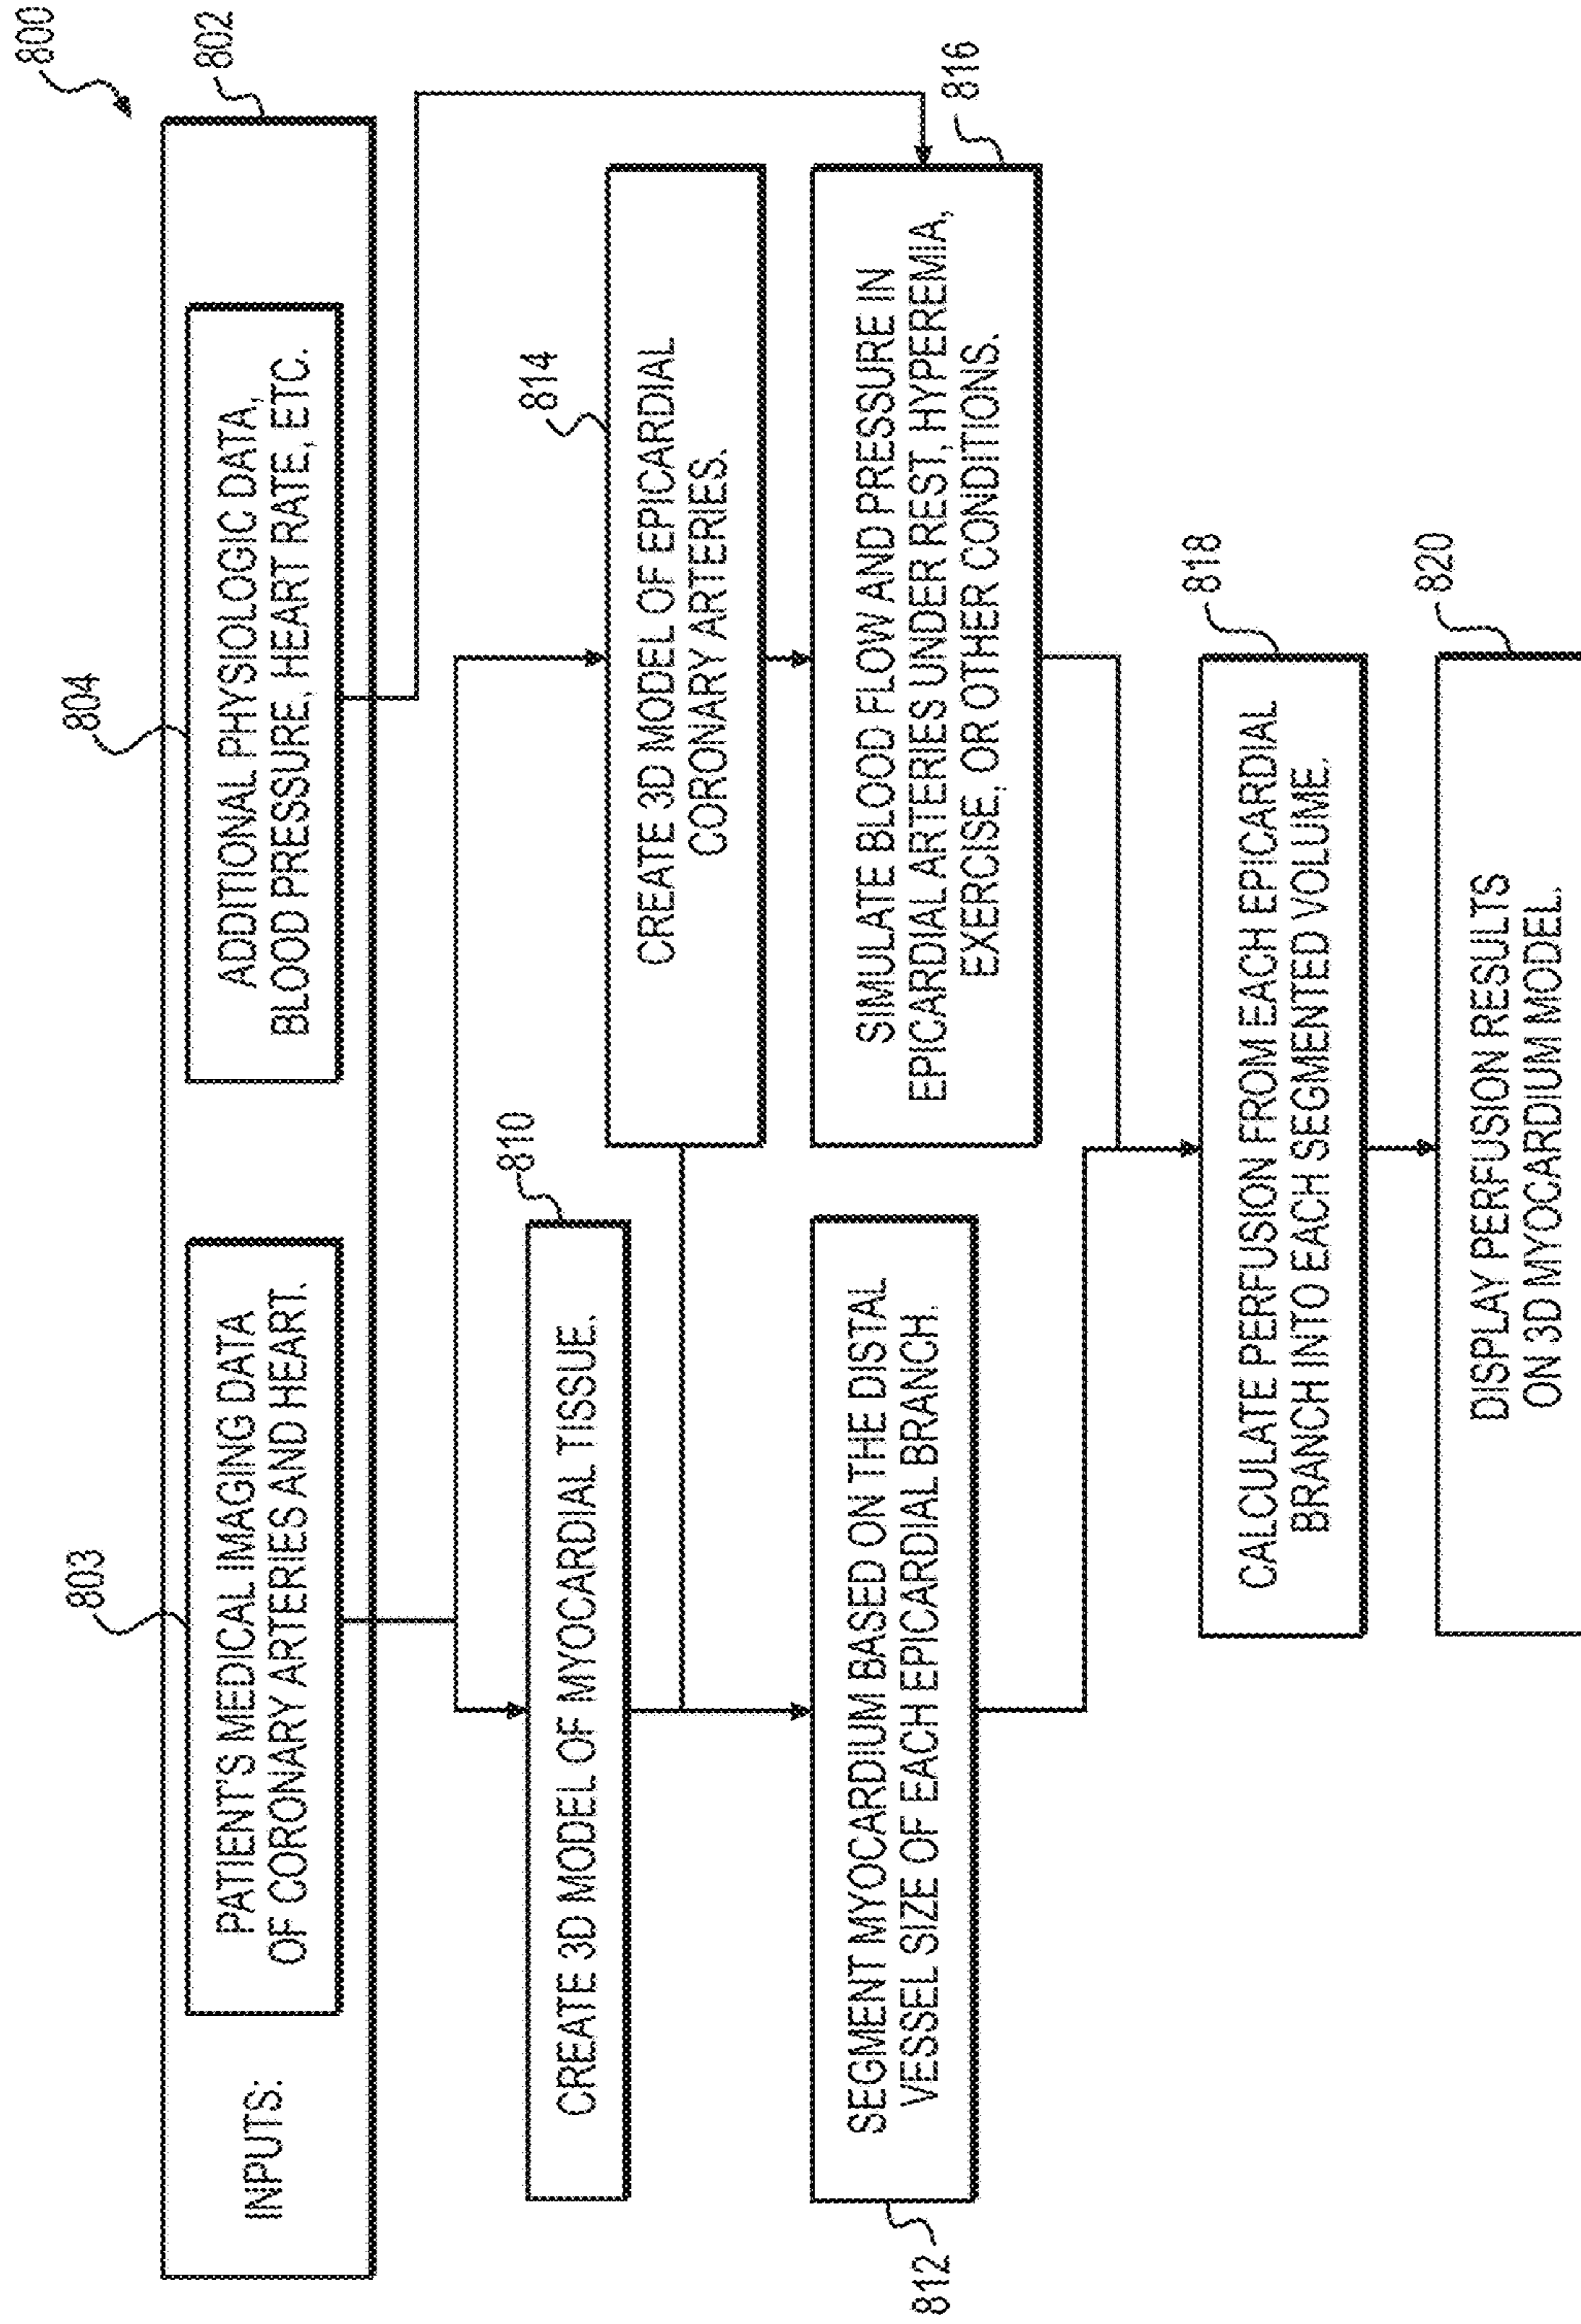 800
802
INPUTS:
803
PATIENT'S MEDICAL IMAGING DATA
OF CORONARY ARTERIES AND HEART.
804
ADDITIONAL PHYSIOLOGIC DATA,
BLOOD PRESSURE, HEART RATE, ETC.
810
CREATE 3D MODEL OF MYOCARDIAL TISSUE.
814
CREATE 3D MODEL OF EPICARDIAL
CORONARY ARTERIES.
812
SEGMENT MYOCARDIUM BASED ON THE DISTAL
VESSEL SIZE OF EACH EPICARDIAL BRANCH.
816
SIMULATE BLOOD FLOW AND PRESSURE IN
EPICARDIAL ARTERIES UNDER REST, HYPEREMIA,
EXERCISE, OR OTHER CONDITIONS.
818
CALCULATE PERFUSION FROM EACH EPICARDIAL
BRANCH INTO EACH SEGMENTED VOLUME.
820
DISPLAY PERFUSION RESULTS
ON 3D MYOCARDIUM MODEL.